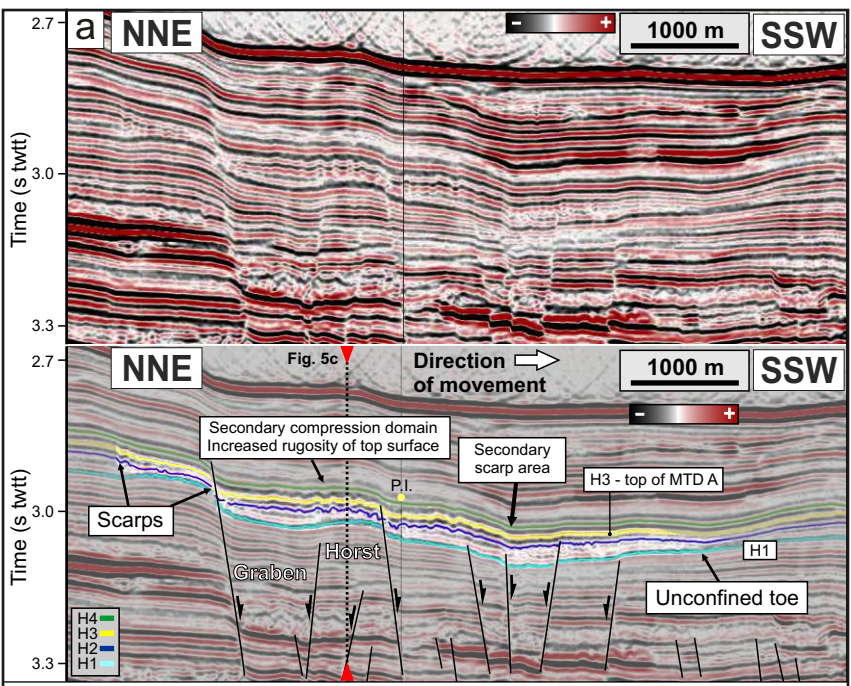 a
NNE
- +
1000 m
SSW
2.7
3.0
3.3
Time (s twtt)
2.7
3.0
3.3
Time (s twtt)
NNE
Fig. 5c
Direction
of movement
1000 m
SSW
- +
Secondary compression domain
Increased rugosity of top surface
Secondary
scarp area
P.I.
H3 - top of MTD A
Scarps
H1
Horst
Graben
Unconfined toe
H4
H3
H2
H1